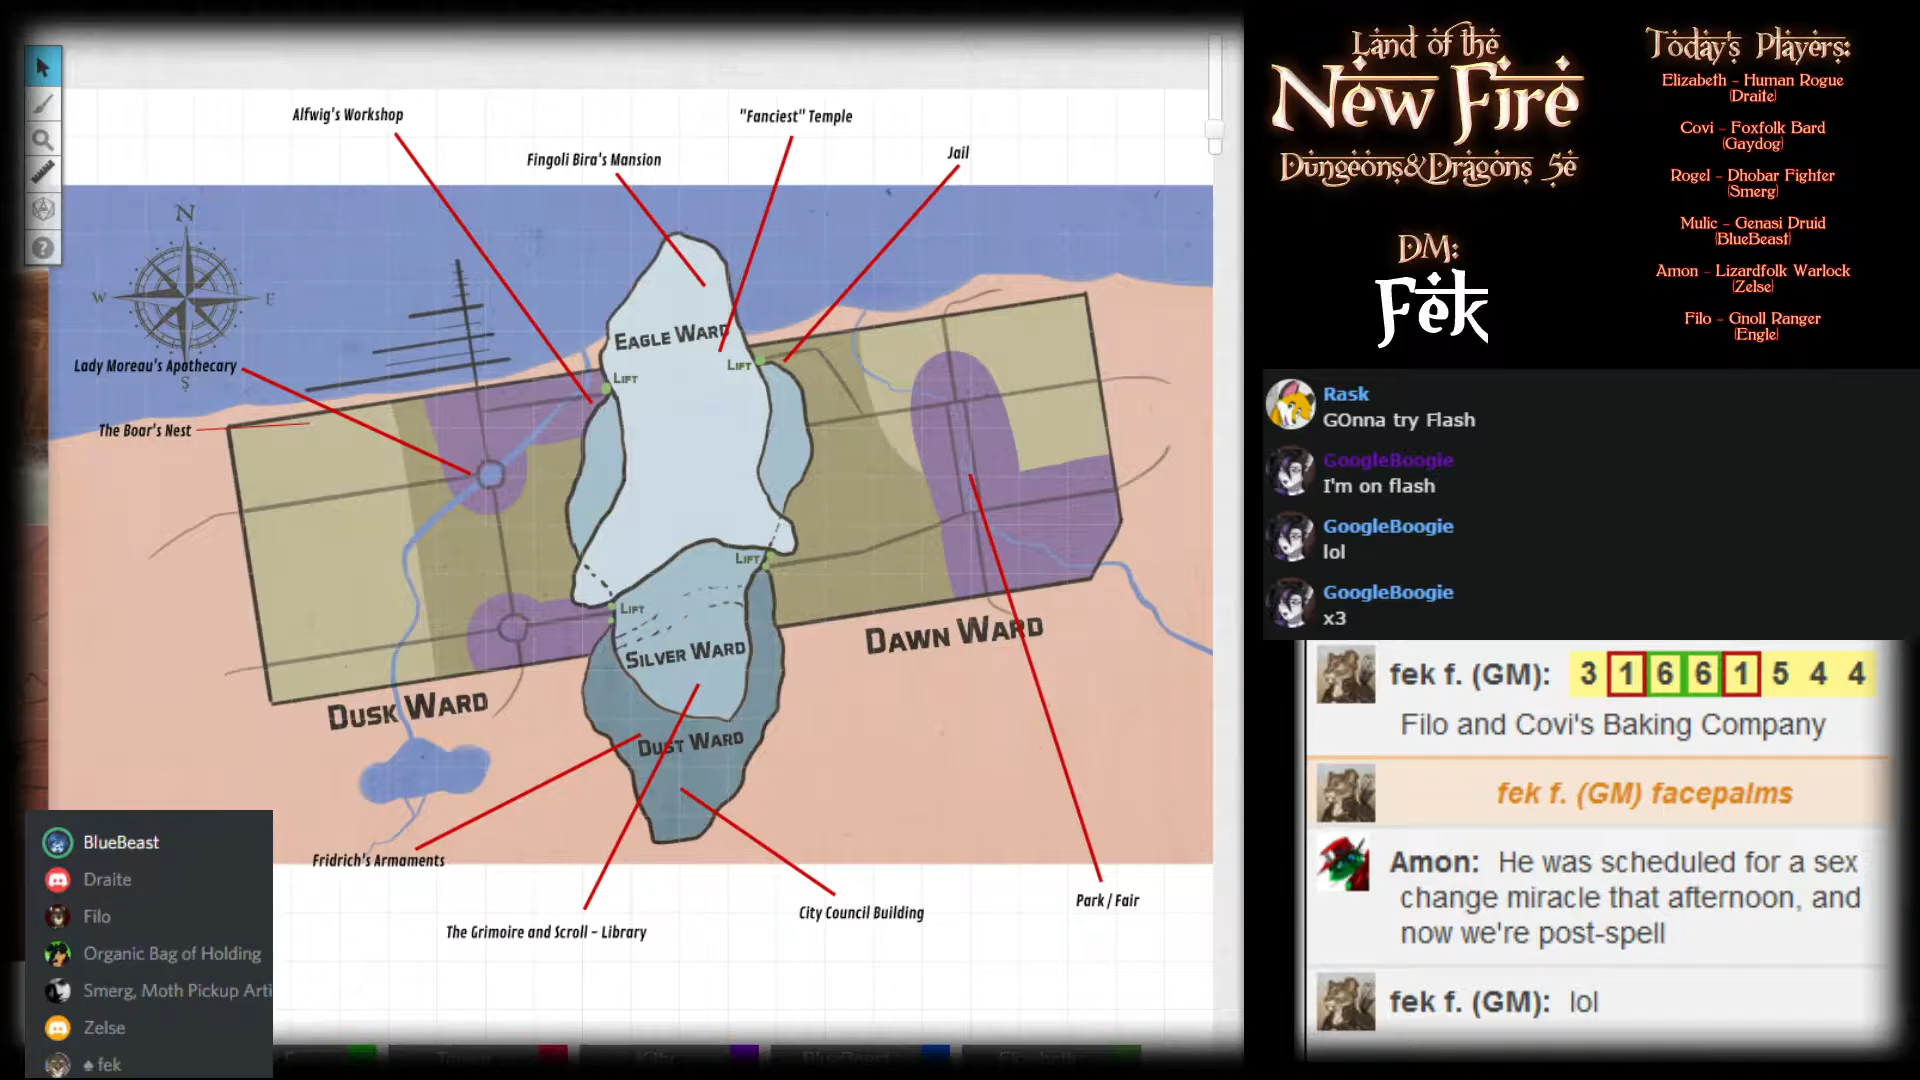 Alfwig's Workshop
"Fanciest" Temple
Fingoli Bira's Mansion
Jail
N
W
E
S
Lady Moreau's Apothecary
The Boar's Nest
Eagle Ward
Lift
Lift
Lift
Lift
Silver Ward
Dawn Ward
Dusk Ward
Dust Ward
Fridrich's Armaments
The Grimoire and Scroll - Library
City Council Building
Park / Fair
BlueBeast
Draite
Filo
Organic Bag of Holding
Smerg, Moth Pickup Arti
Zelse
♠ fek
BlueBeast
Elizabeth
Land of the
New Fire
Dungeons&Dragons 5e
DM:
Fek
Today's Players:
Elizabeth - Human Rogue
(Draite)
Covi - Foxfolk Bard
(Gaydog)
Rogel - Dhobar Fighter
(Smerg)
Mulic - Genasi Druid
(BlueBeast)
Amon - Lizardfolk Warlock
(Zelse)
Filo - Gnoll Ranger
(Engle)
Rask
GOnna try Flash
GoogleBoogie
I'm on flash
GoogleBoogie
lol
GoogleBoogie
x3
fek f. (GM): 3 1 6 6 1 5 4 4
Filo and Covi's Baking Company
fek f. (GM) facepalms
Amon: He was scheduled for a sex
change miracle that afternoon, and
now we're post-spell
fek f. (GM): lol